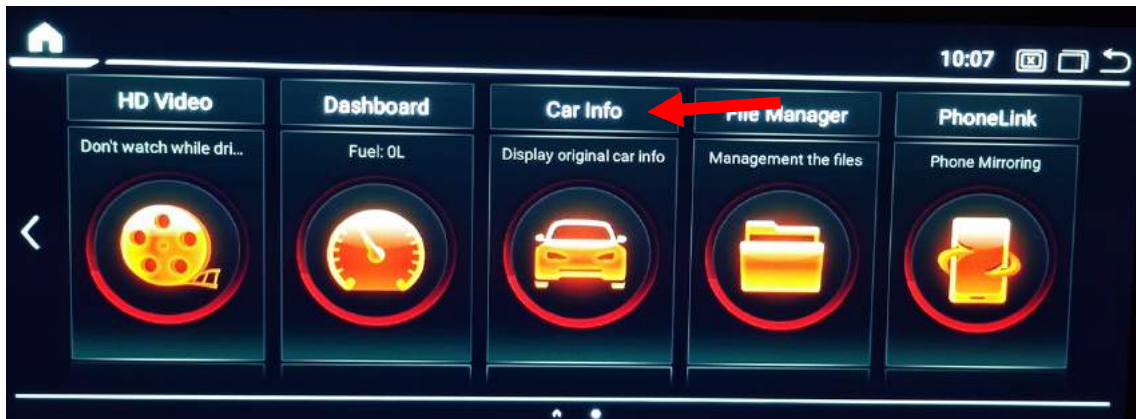 10:07
HD Video
Dashboard
Car Info
File Manager
PhoneLink
Don't watch while dri...
Fuel: 0L
Display original car info
Management the files
Phone Mirroring